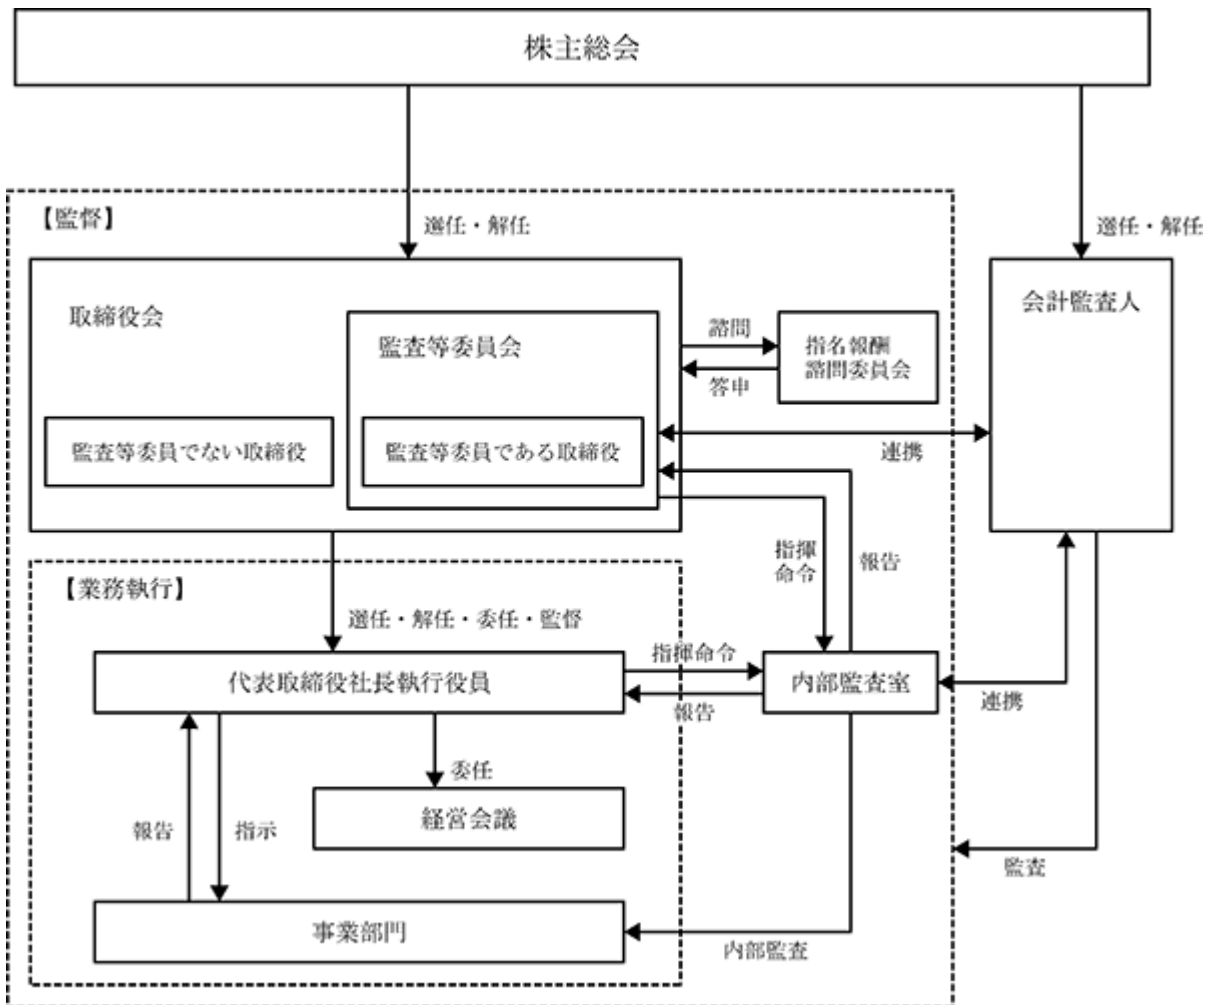 株主総会
選任・解任
選任・解任
【監督】
取締役会
監査等委員会
監査等委員でない取締役
監査等委員である取締役
諮問
答申
指名報酬
諮問委員会
会計監査人
連携
指揮
命令
報告
【業務執行】
選任・解任・委任・監督
代表取締役社長執行役員
指揮命令
報告
内部監査室
連携
委任
経営会議
報告
指示
監査
事業部門
内部監査